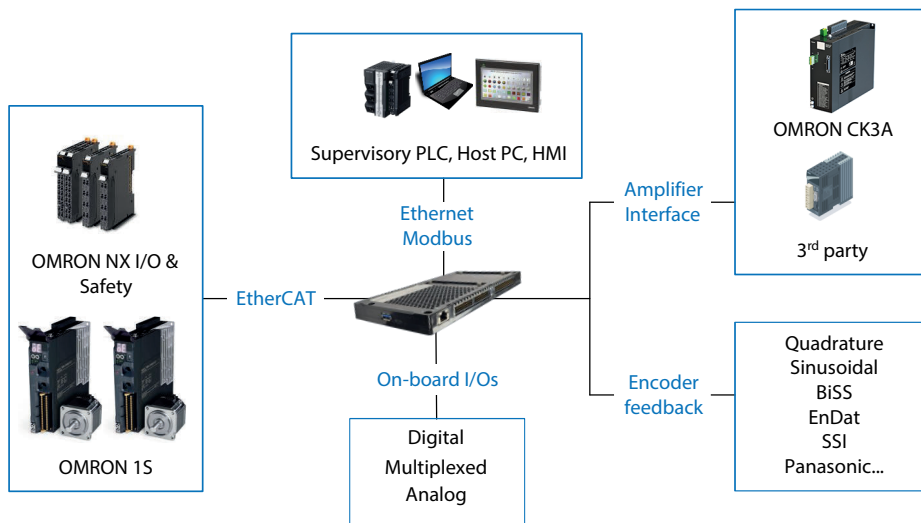 Supervisory PLC, Host PC, HMI
OMRON CK3A
3rd party
Amplifier
Interface
Ethernet
Modbus
OMRON NX I/O &
Safety
OMRON 1S
EtherCAT
On-board I/Os
Digital
Multiplexed
Analog
Encoder
feedback
Quadrature
Sinusoidal
BiSS
EnDat
SSI
Panasonic...